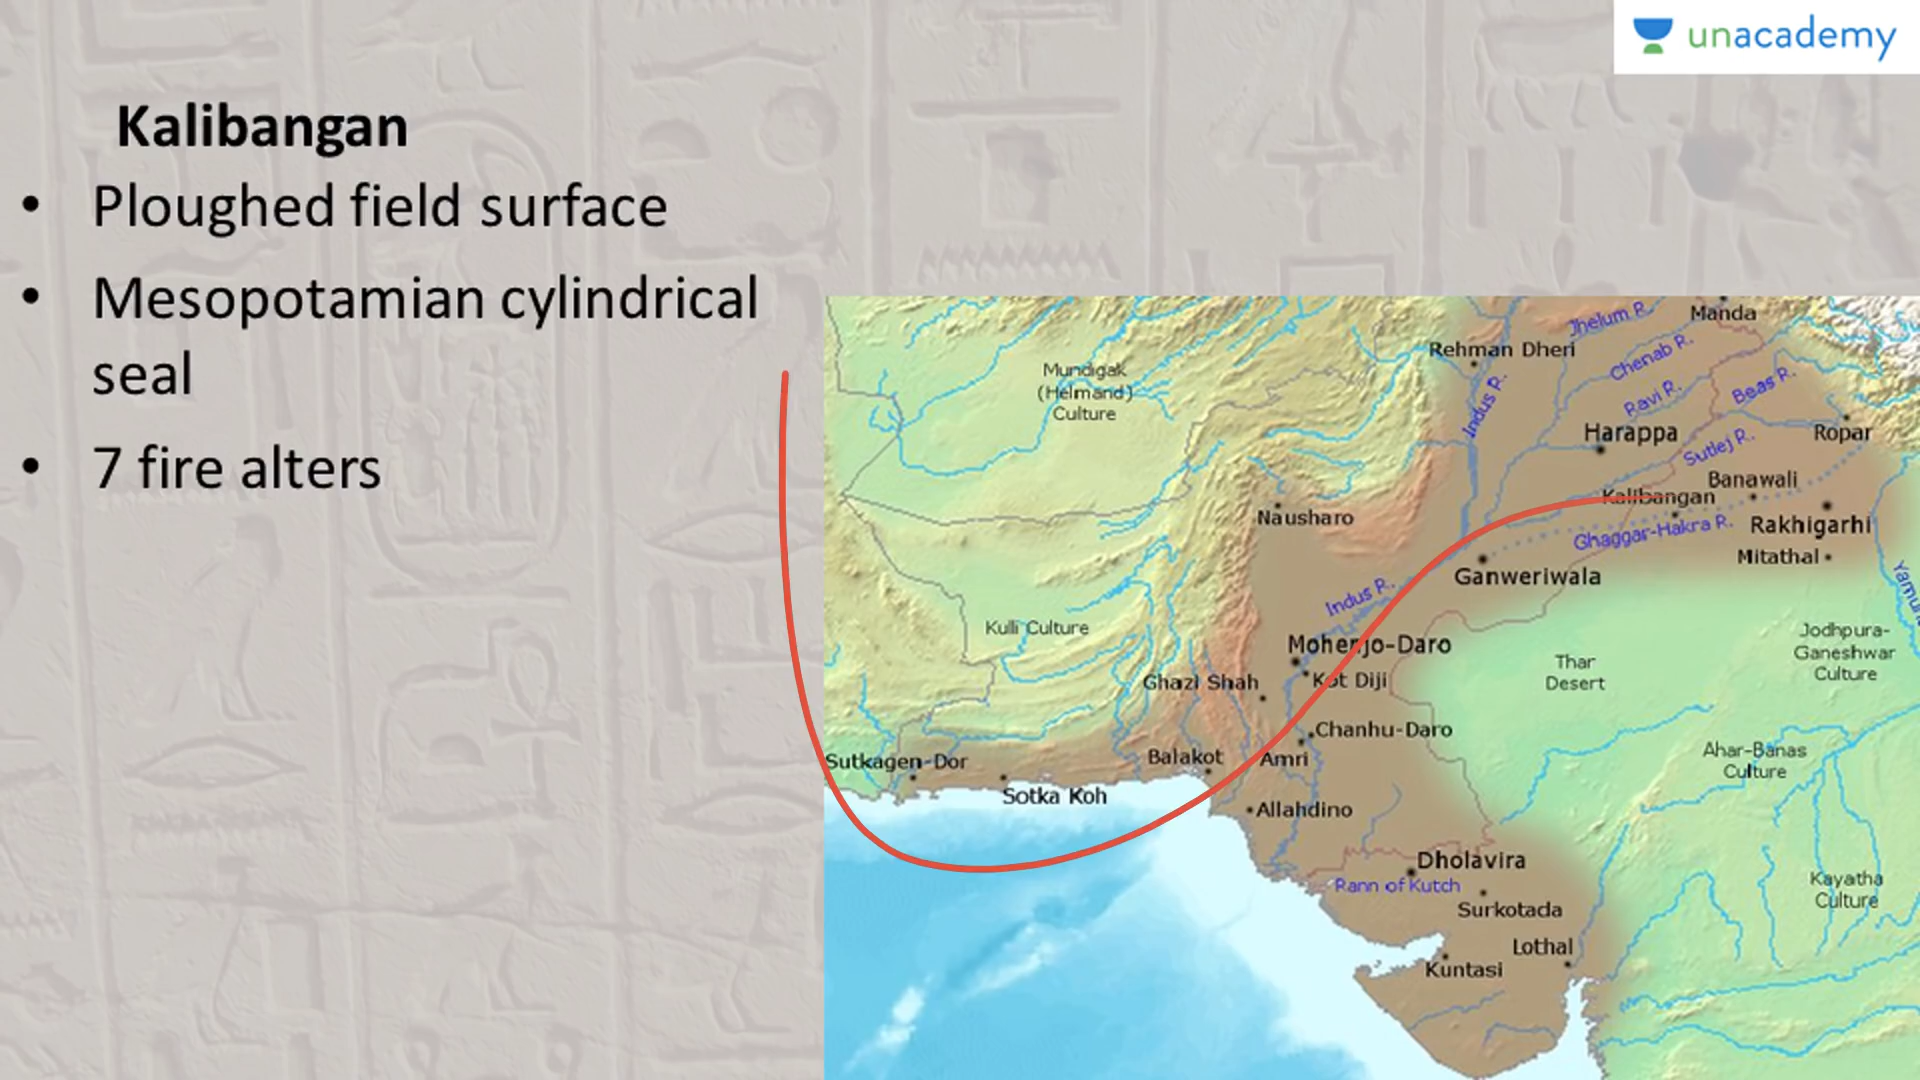 unacademy
Kalibangan
• Ploughed field surface
• Mesopotamian cylindrical
seal
• 7 fire alters
Manda
Jhelum R.
Rehman Dheri
Chenab R.
Mundigak
(Helmand)
Culture
Beas R.
Ravi R.
Indus R.
Harappa
Ropar
Sutlej R.
Banawali
Kalibangan
Nausharo
Rakhigarhi
Ghaggar-Hakra R.
Mitathal
Ganweriwala
Indus R.
Kulli Culture
Mohenjo-Daro
Jodhpura-
Ganeshwar
Culture
Thar
Desert
Ghazi Shah
Kot Diji
Chanhu-Daro
Sutkagen-Dor
Balakot
Amri
Ahar-Banas
Culture
Sotka Koh
Allahdino
Dholavira
Rann of Kutch
Kayatha
Culture
Surkotada
Lothal
Kuntasi